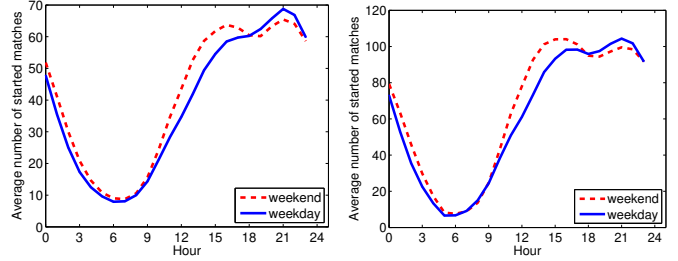 70
60
50
40
30
20
10
0
Average number of started matches
0 3 6 9 12 15 18 21 24
Hour
weekend
weekday
120
100
80
60
40
20
0
Average number of started matches
0 3 6 9 12 15 18 21 24
Hour
weekend
weekday